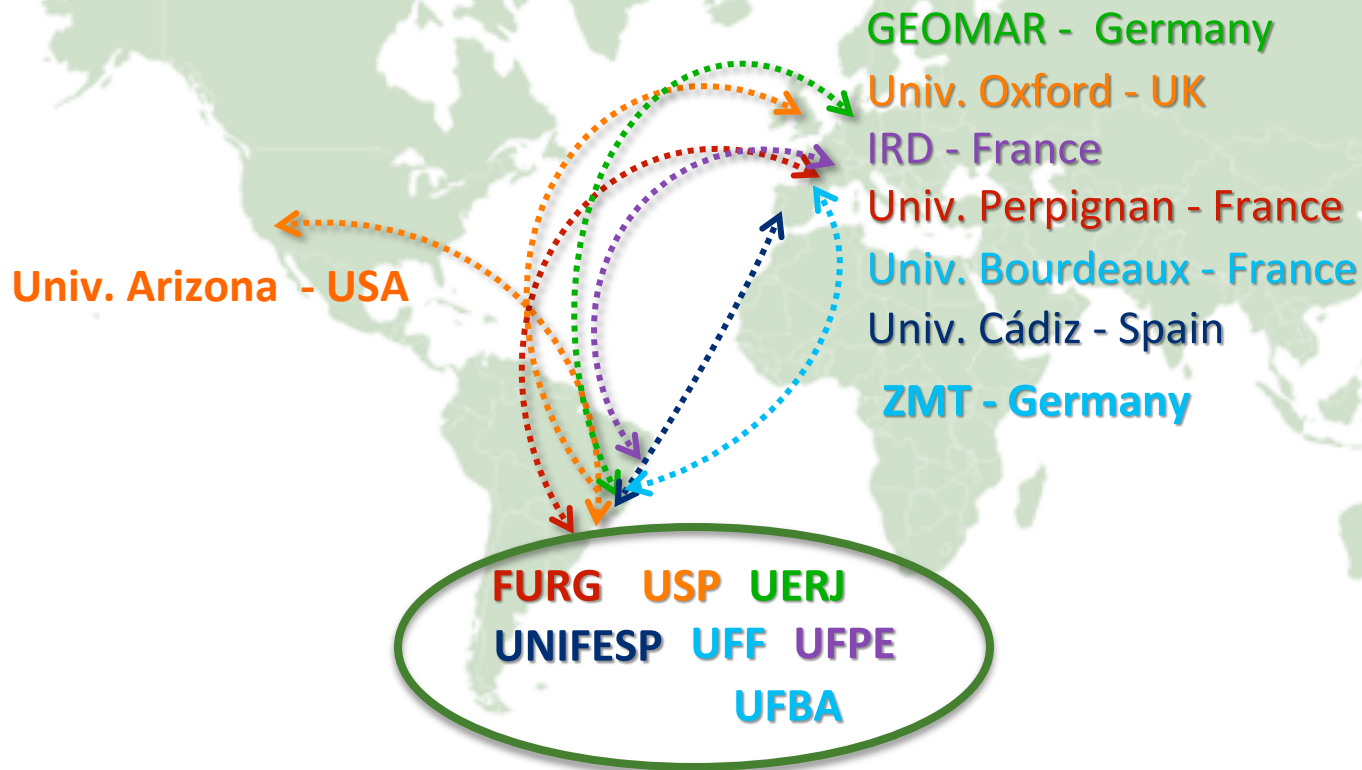 GEOMAR - Germany
Univ. Oxford - UK
IRD - France
Univ. Perpignan - France
Univ. Arizona - USA
Univ. Bourdeaux - France
Univ. Cádiz - Spain
ZMT - Germany
FURG USP UERJ
UNIFESP UFF UFPE
UFBA